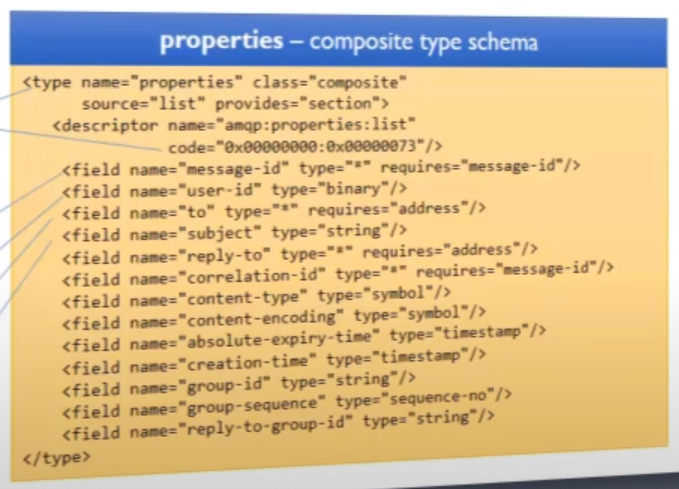 properties – composite type schema
<type name="properties" class="composite"
source="list" provides="section">
<descriptor name="amqp:properties:list"
code="0x00000000:0x00000073"/>
<field name="message-id" type="*" requires="message-id"/>
<field name="user-id" type="binary"/>
<field name="to" type="*" requires="address"/>
<field name="subject" type="string"/>
<field name="reply-to" type="*" requires="address"/>
<field name="correlation-id" type="*" requires="message-id"/>
<field name="content-type" type="symbol"/>
<field name="content-encoding" type="symbol"/>
<field name="absolute-expiry-time" type="timestamp"/>
<field name="creation-time" type="timestamp"/>
<field name="group-id" type="string"/>
<field name="group-sequence" type="sequence-no"/>
<field name="reply-to-group-id" type="string"/>
</type>